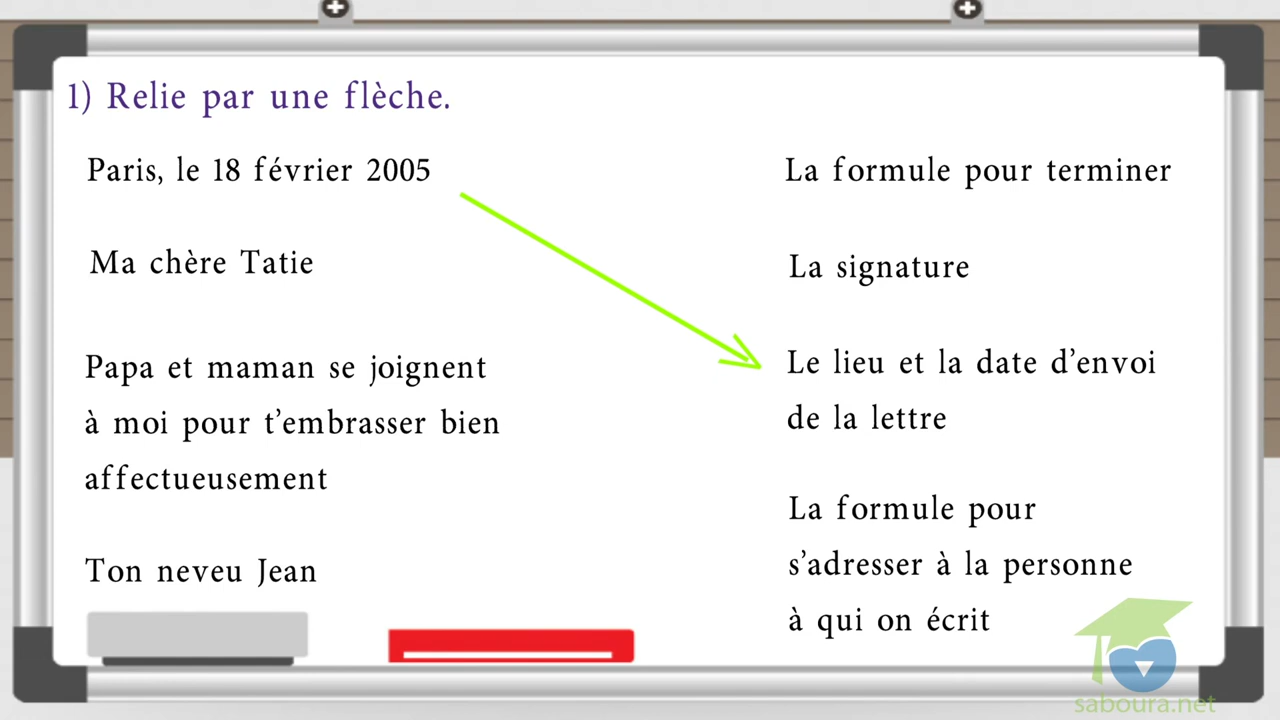 1) Relie par une flèche.
Paris, le 18 février 2005
Ma chère Tatie
Papa et maman se joignent
à moi pour t'embrasser bien
affectueusement
Ton neveu Jean
La formule pour terminer
La signature
Le lieu et la date d'envoi
de la lettre
La formule pour
s'adresser à la personne
à qui on écrit
saboura.net